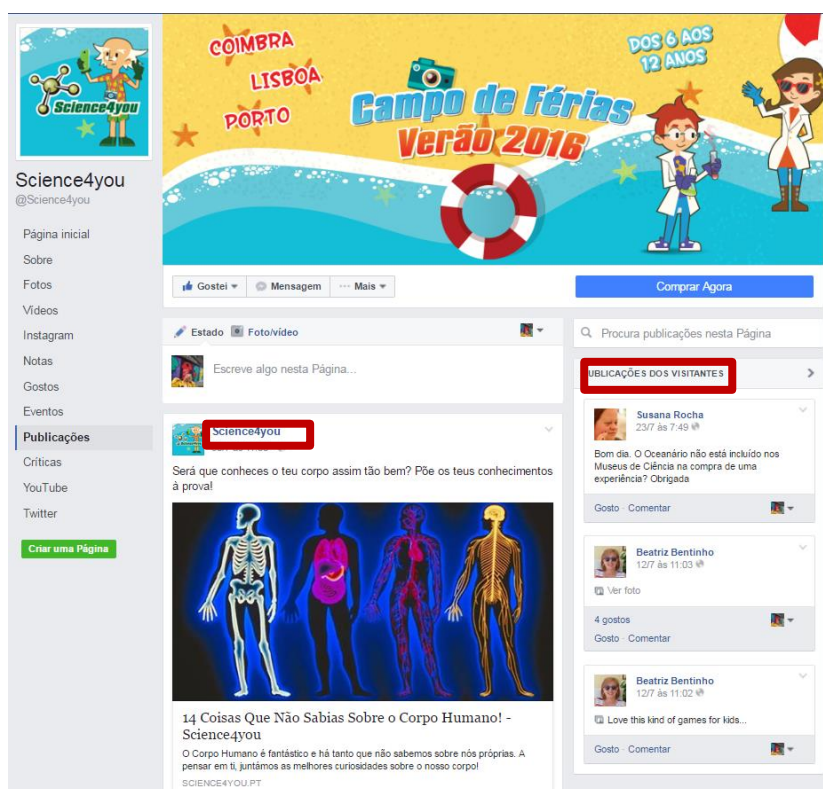 Science4you
COIMBRA
LISBOA
PORTO
DOS 6 AOS
12 ANOS
Campo de Férias
Verão 2016
Science4you
@Science4you
Página inicial
Sobre
Fotos
Vídeos
Instagram
Notas
Gostos
Eventos
Publicações
Críticas
YouTube
Twitter
Criar uma Página
Gostei
Mensagem
Mais
Comprar Agora
Estado
Foto/vídeo
Escreve algo nesta Página...
Science4you
Será que conheces o teu corpo assim tão bem? Põe os teus conhecimentos
à prova!
14 Coisas Que Não Sabias Sobre o Corpo Humano! -
Science4you
O Corpo Humano é fantástico e há tanto que não sabemos sobre nós próprias. A
pensar em ti, juntámos as melhores curiosidades sobre o nosso corpo!
SCIENCE4YOU.PT
Procura publicações nesta Página
UBLICAÇÕES DOS VISITANTES
Susana Rocha
23/7 às 7:49
Bom dia. O Oceanário não está incluído nos
Museus de Ciência na compra de uma
experiência? Obrigada
Gosto · Comentar
Beatriz Bentinho
12/7 às 11:03
Ver foto
4 gostos
Gosto · Comentar
Beatriz Bentinho
12/7 às 11:02
Love this kind of games for kids...
Gosto · Comentar